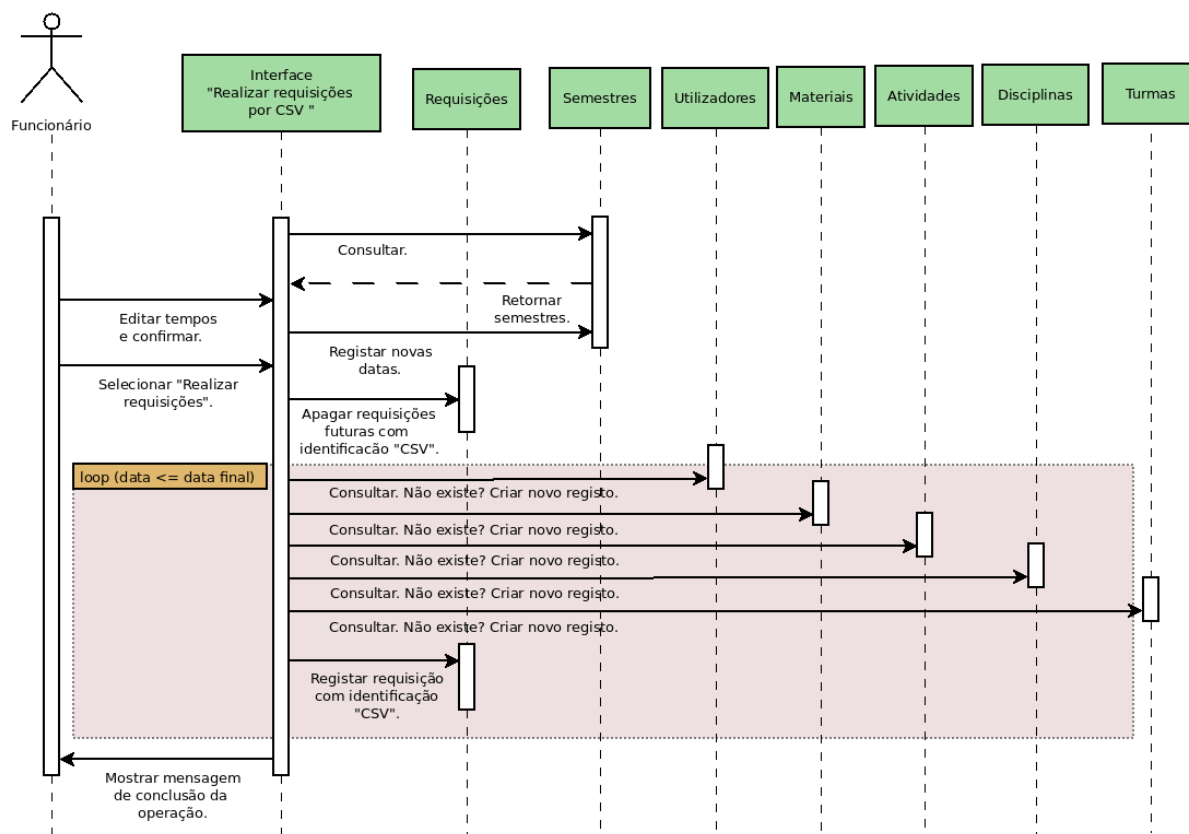 Funcionário
Interface
"Realizar requisições
por CSV "
Requisições
Semestres
Utilizadores
Materiais
Atividades
Disciplinas
Turmas
Consultar.
Retornar
semestres.
Editar tempos
e confirmar.
Registar novas
datas.
Selecionar "Realizar
requisições".
Apagar requisições
futuras com
identificacão "CSV".
loop (data <= data final)
Consultar. Não existe? Criar novo registo.
Consultar. Não existe? Criar novo registo.
Consultar. Não existe? Criar novo registo.
Consultar. Não existe? Criar novo registo.
Consultar. Não existe? Criar novo registo.
Registar requisição
com identificação
"CSV".
Mostrar mensagem
de conclusão da
operação.